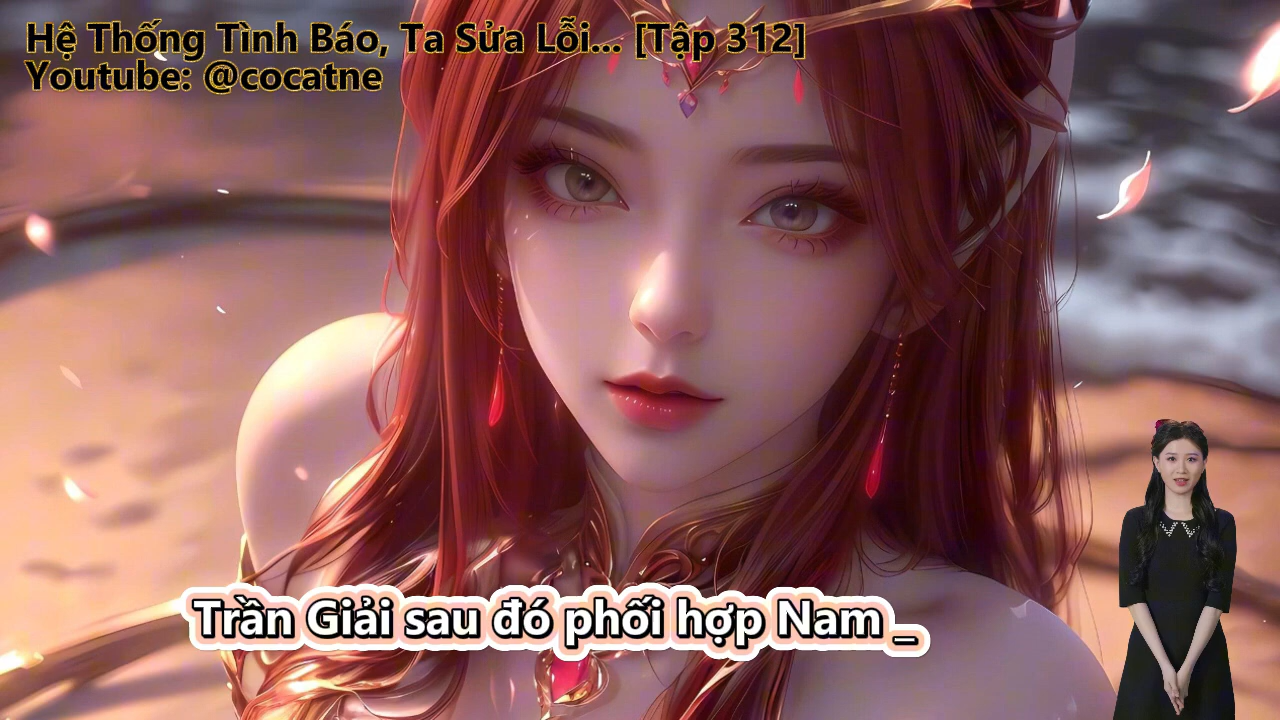 Hệ Thống Tình Báo, Ta Sửa Lỗi... [Tập 312]
Youtube: @cocatne
Trần Giải sau đó phối hợp Nam _